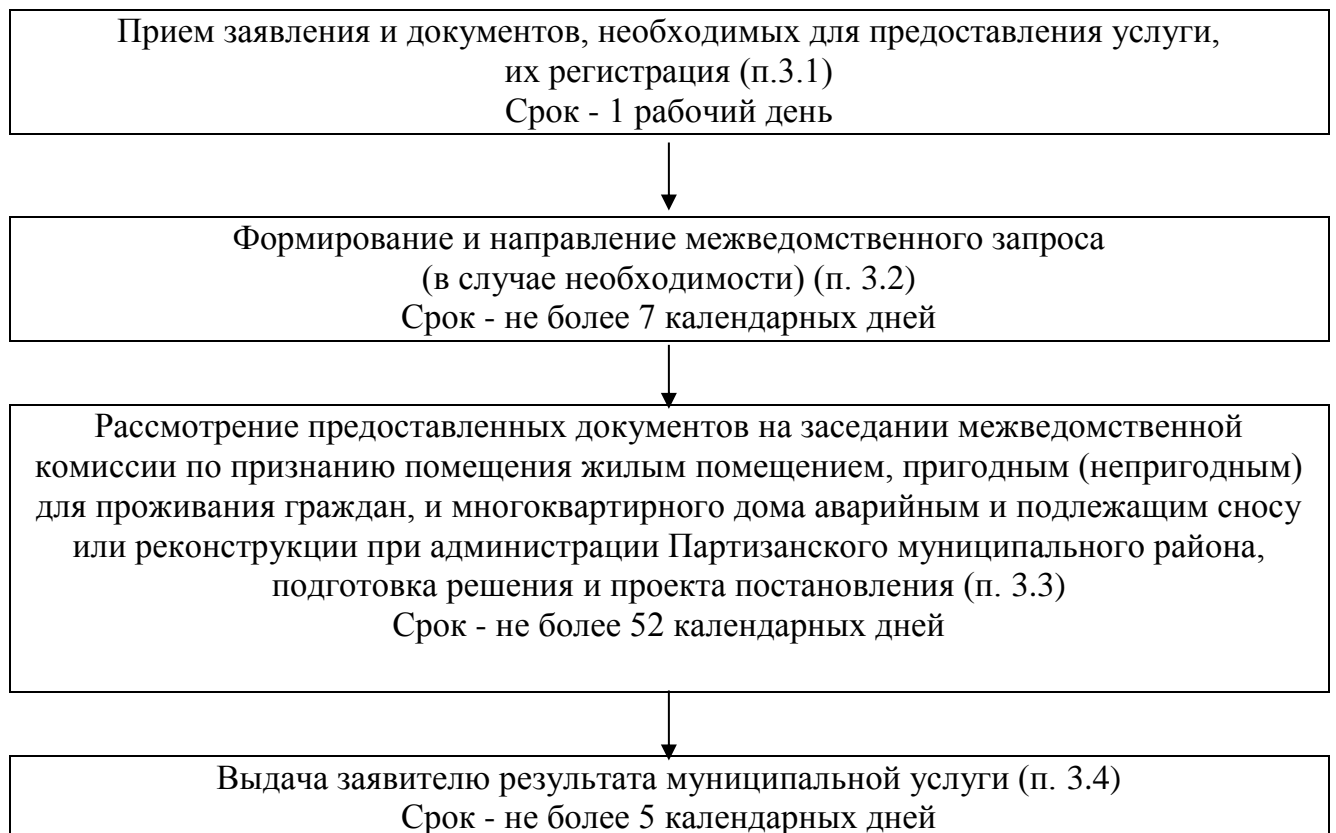 Прием заявления и документов, необходимых для предоставления услуги,
их регистрация (п.3.1)
Срок - 1 рабочий день
Формирование и направление межведомственного запроса
(в случае необходимости) (п. 3.2)
Срок - не более 7 календарных дней
Рассмотрение предоставленных документов на заседании межведомственной
комиссии по признанию помещения жилым помещением, пригодным (непригодным)
для проживания граждан, и многоквартирного дома аварийным и подлежащим сносу
или реконструкции при администрации Партизанского муниципального района,
подготовка решения и проекта постановления (п. 3.3)
Срок - не более 52 календарных дней
Выдача заявителю результата муниципальной услуги (п. 3.4)
Срок - не более 5 календарных дней